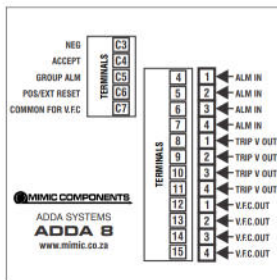 NEG C3
ACCEPT C4
GROUP ALM C5
POS/EXT RESET C6
COMMON FOR V.F.C C7
TERMINALS
TERMINALS
4 1 ALM IN
5 2 ALM IN
6 3 ALM IN
7 4 ALM IN
8 1 TRIP V OUT
9 2 TRIP V OUT
10 3 TRIP V OUT
11 4 TRIP V OUT
12 1 V.F.C.OUT
13 2 V.F.C.OUT
14 3 V.F.C.OUT
15 4 V.F.C.OUT
MIMIC COMPONENTS
ADDA SYSTEMS
ADDA 8
www.mimic.co.za